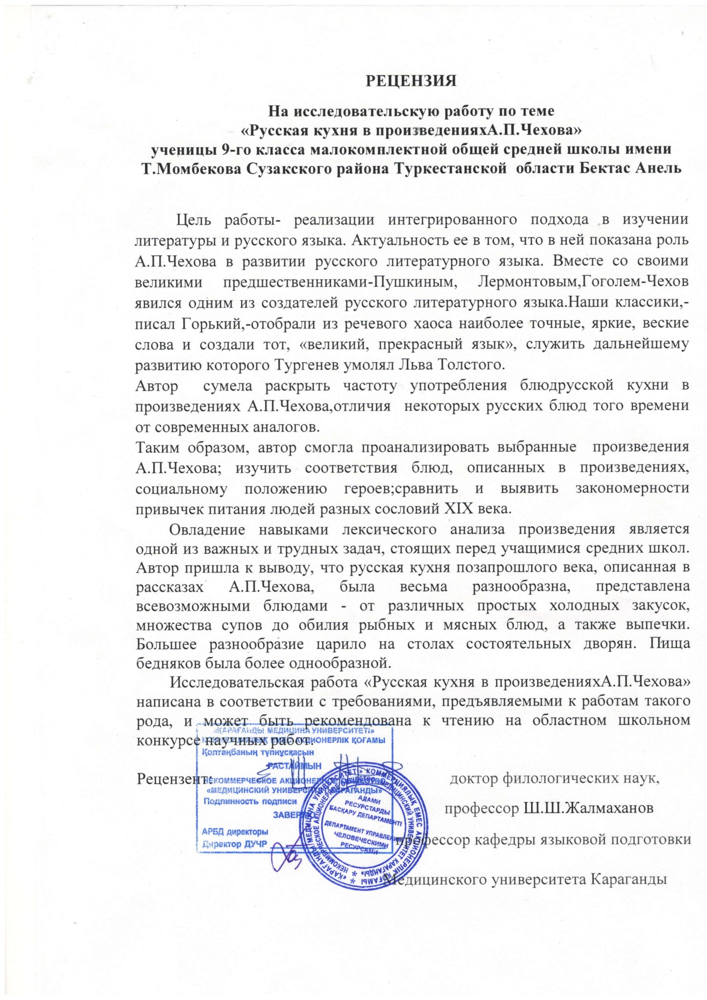 РЕЦЕНЗИЯ
На исследовательскую работу по теме
«Русская кухня в произведенияхА.П.Чехова»
ученицы 9-го класса малокомплектной общей средней школы имени
Т.Момбекова Сузакского района Туркестанской области Бектас Анель
Цель работы- реализации интегрированного подхода в изучении
литературы и русского языка. Актуальность ее в том, что в ней показана роль
А.П.Чехова в развитии русского литературного языка. Вместе со своими
великими предшественниками-Пушкиным, Лермонтовым,Гоголем-Чехов
явился одним из создателей русского литературного языка.Наши классики,-
писал Горький,-отобрали из речевого хаоса наиболее точные, яркие, веские
слова и создали тот, «великий, прекрасный язык», служить дальнейшему
развитию которого Тургенев умолял Льва Толстого.
Автор сумела раскрыть частоту употребления блюдрусской кухни в
произведениях А.П.Чехова,отличия некоторых русских блюд того времени
от современных аналогов.
Таким образом, автор смогла проанализировать выбранные произведения
А.П.Чехова; изучить соответствия блюд, описанных в произведениях,
социальному положению героев;сравнить и выявить закономерности
привычек питания людей разных сословий XIX века.
Овладение навыками лексического анализа произведения является
одной из важных и трудных задач, стоящих перед учащимися средних школ.
Автор пришла к выводу, что русская кухня позапрошлого века, описанная в
рассказах А.П.Чехова, была весьма разнообразна, представлена
всевозможными блюдами - от различных простых холодных закусок,
множества супов до обилия рыбных и мясных блюд, а также выпечки.
Большее разнообразие царило на столах состоятельных дворян. Пища
бедняков была более однообразной.
Исследовательская работа «Русская кухня в произведенияхА.П.Чехова»
написана в соответствии с требованиями, предъявляемыми к работам такого
рода, и может быть рекомендована к чтению на областном школьном
конкурсе научных работ.
«ҚАРАҒАНДЫ МЕДИЦИНА УНИВЕРСИТЕТІ»
КОММЕРЦИЯЛЫҚ ЕМЕС АКЦИОНЕРЛІК ҚОҒАМЫ
Қолтаңбаның түпнұсқасын
РАСТАЙМЫН
НЕКОММЕРЧЕСКОЕ АКЦИОНЕРНОЕ ОБЩЕСТВО
«МЕДИЦИНСКИЙ УНИВЕРСИТЕТ КАРАГАНДЫ»
Подлинность подписи
ЗАВЕРЯЮ
АРБД директоры
Директор ДУЧР
«ҚАРАҒАНДЫ МЕДИЦИНА УНИВЕРСИТЕТІ» КОММЕРЦИЯЛЫҚ ЕМЕС АКЦИОНЕРЛІК ҚОҒАМЫ
НЕКОММЕРЧЕСКОЕ АКЦИОНЕРНОЕ ОБЩЕСТВО «МЕДИЦИНСКИЙ УНИВЕРСИТЕТ КАРАГАНДЫ»
АДАМИ
РЕСУРСТАРДЫ
БАСҚАРУ ДЕПАРТАМЕНТІ
ДЕПАРТАМЕНТ УПРАВЛЕНИЯ
ЧЕЛОВЕЧЕСКИМИ
РЕСУРСАМИ
Рецензент: доктор филологических наук,
профессор Ш.Ш.Жалмаханов
профессор кафедры языковой подготовки
Медицинского университета Караганды